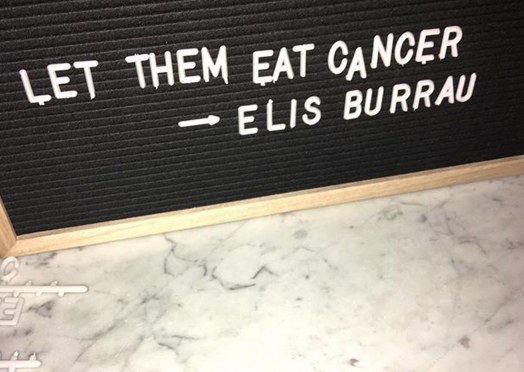 LET THEM EAT CANCER
→ ELIS BURRAU